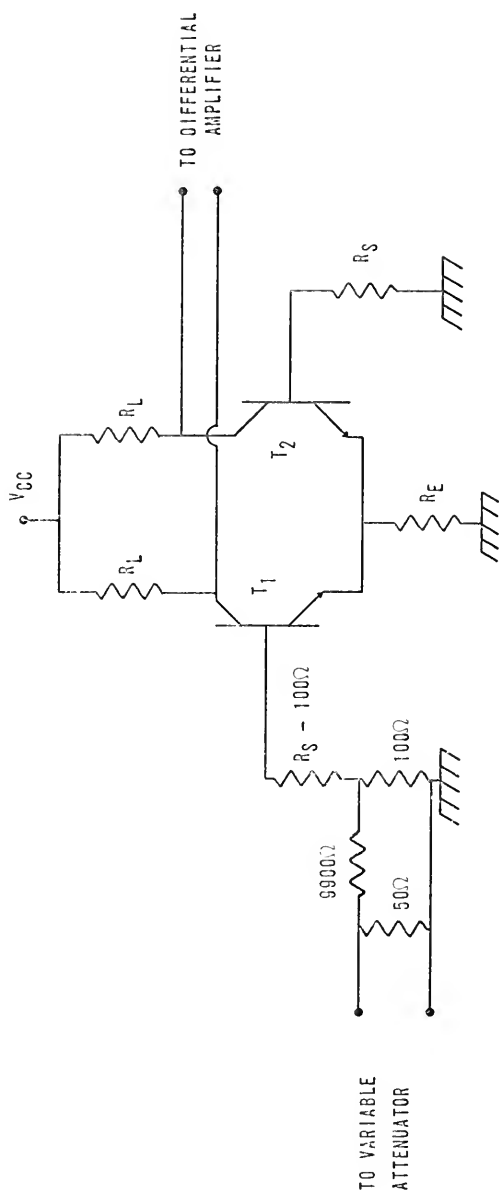 V_CC
R_L
R_L
TO DIFFERENTIAL
AMPLIFIER
T_1
T_2
R_S
R_E
R_S - 100Ω
9900Ω
100Ω
50Ω
TO VARIABLE
ATTENUATOR